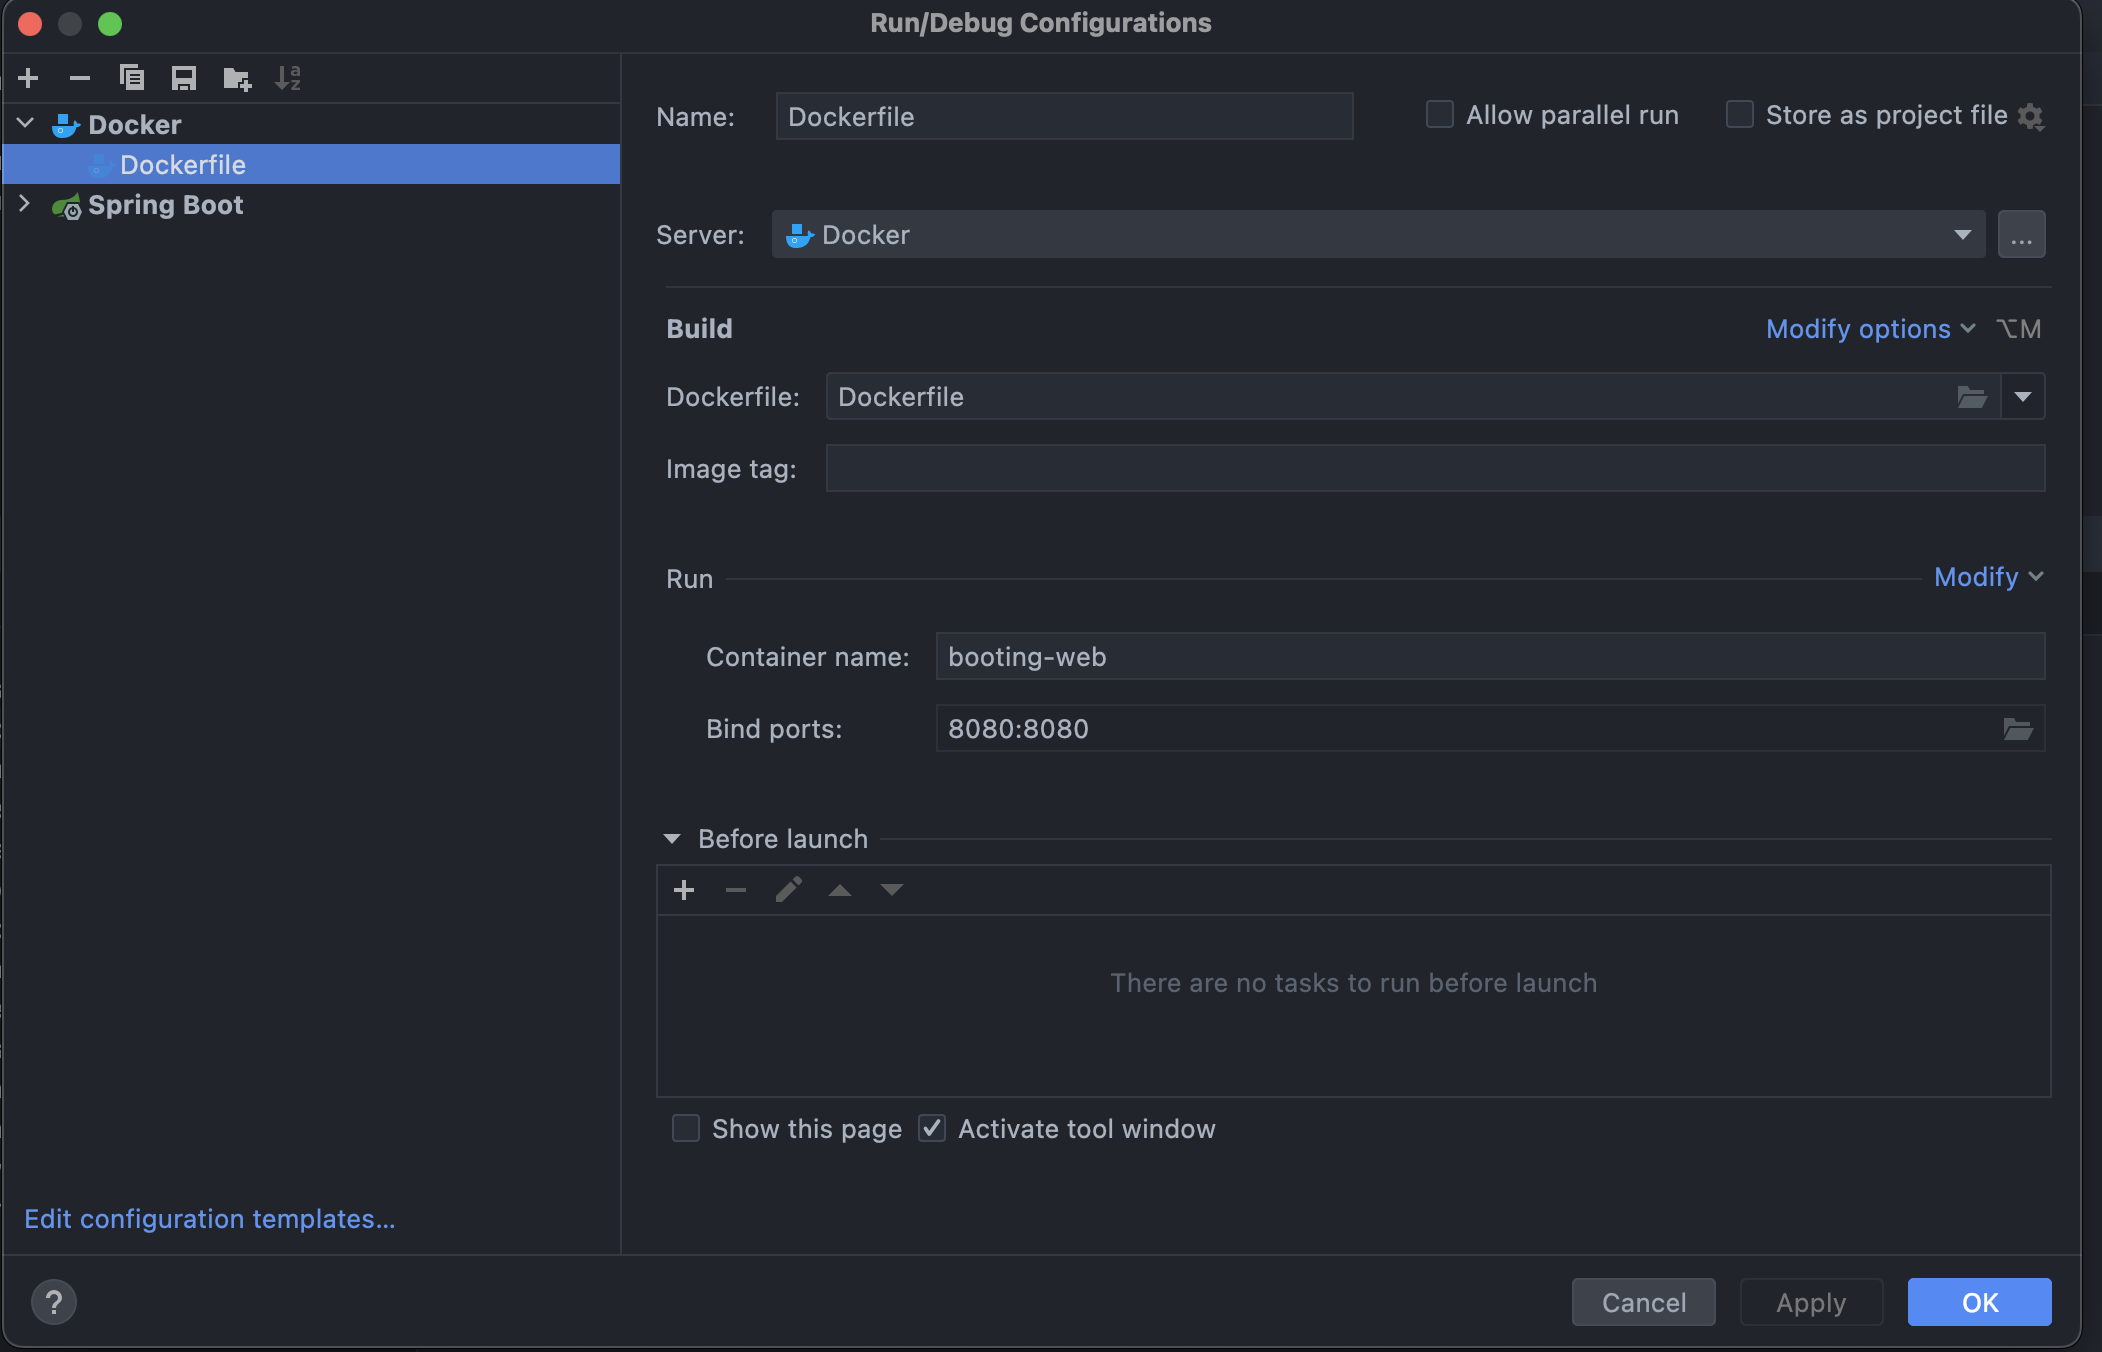 Run/Debug Configurations
Docker
Dockerfile
Spring Boot
Edit configuration templates...
Name: Dockerfile
Allow parallel run
Store as project file
Server: Docker
...
Build
Modify options ⌥M
Dockerfile: Dockerfile
Image tag:
Run
Modify
Container name: booting-web
Bind ports: 8080:8080
Before launch
There are no tasks to run before launch
Show this page
Activate tool window
?
Cancel
Apply
OK